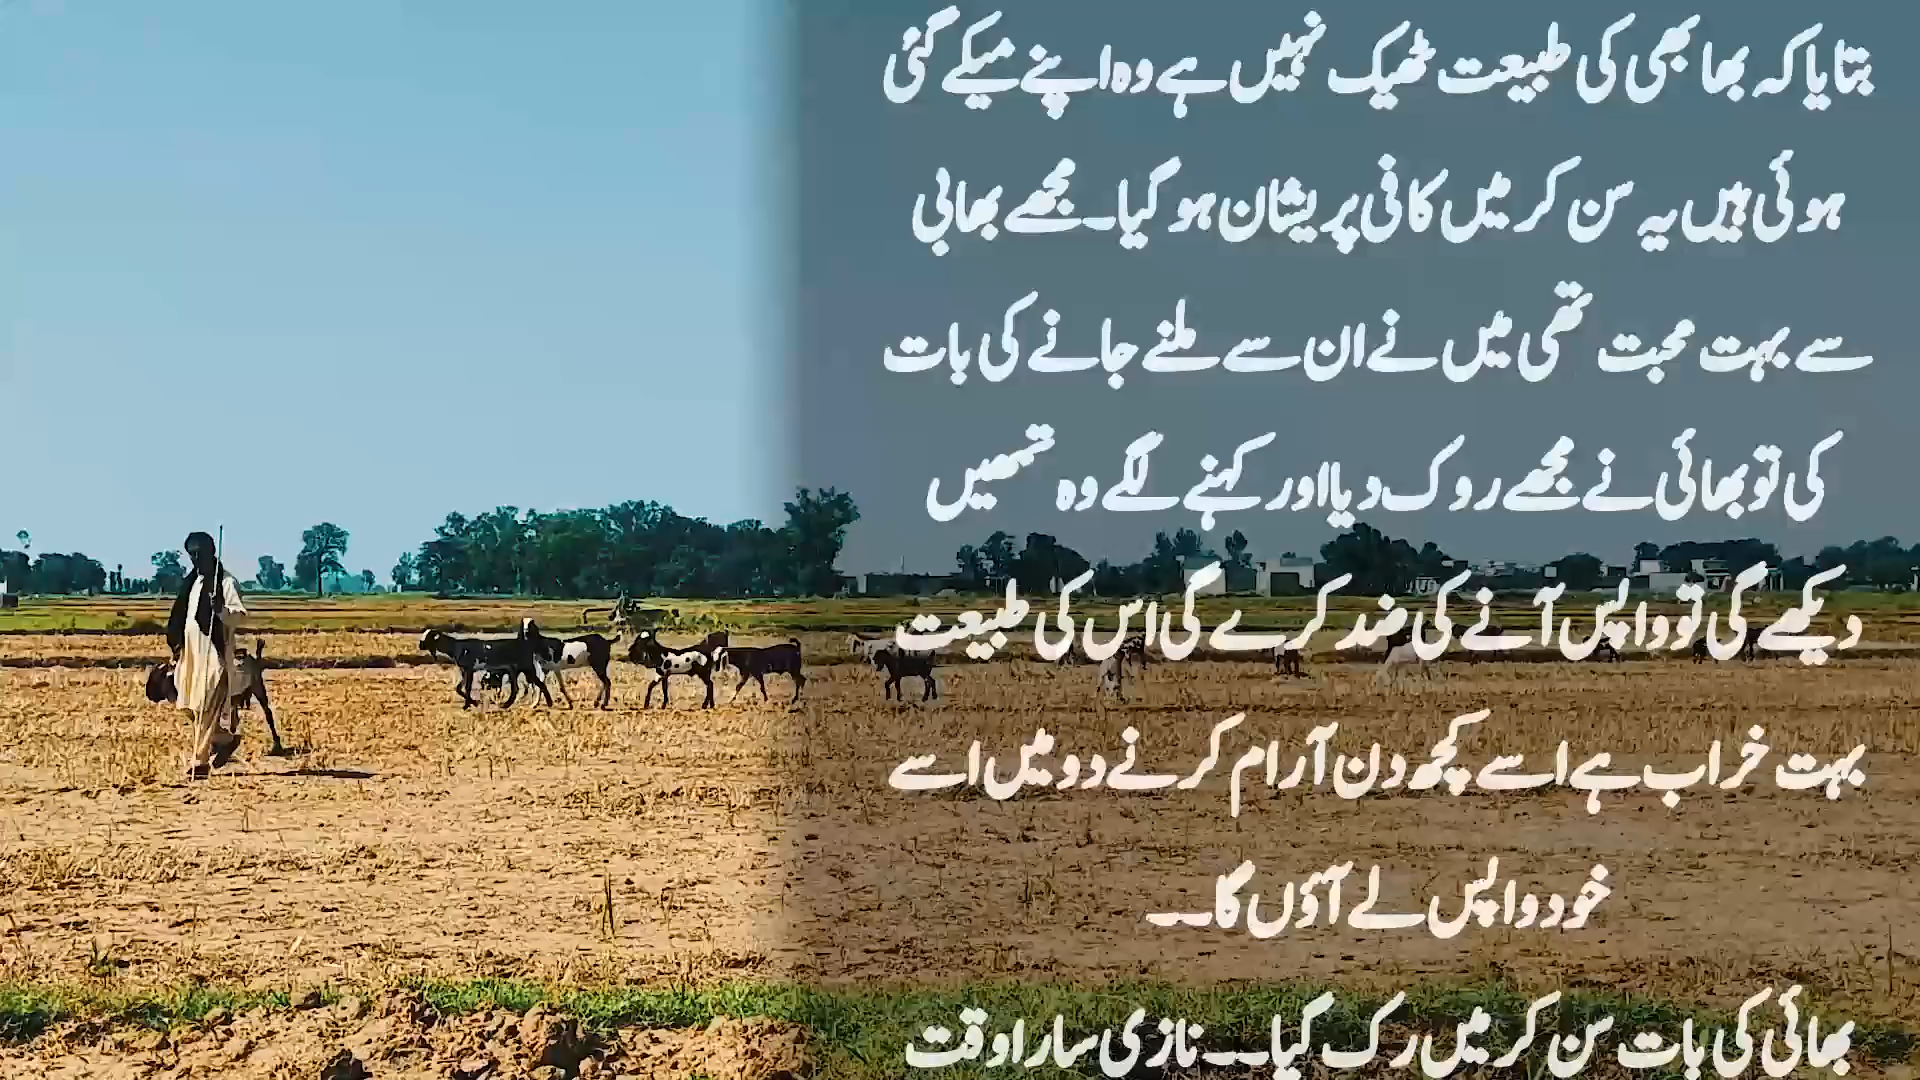 بتایا کہ بھابھی کی طبیعت ٹھیک نہیں ہے وہ اپنے میکے گئی
ہوئی ہیں یہ سن کر میں کافی پریشان ہو گیا۔ مجھے بھابی
سے بہت محبت تھی میں نے ان سے ملنے جانے کی بات
کی تو بھائی نے مجھے روک دیا اور کہنے لگے وہ تمھیں
دیکھے گی تو واپس آنے کی ضد کرے گی اس کی طبیعت
بہت خراب ہے اسے کچھ دن آرام کرنے دو میں اسے
خود واپس لے آؤں گا۔۔
بھائی کی بات سن کر میں رک گیا۔۔ نازی سارا وقت